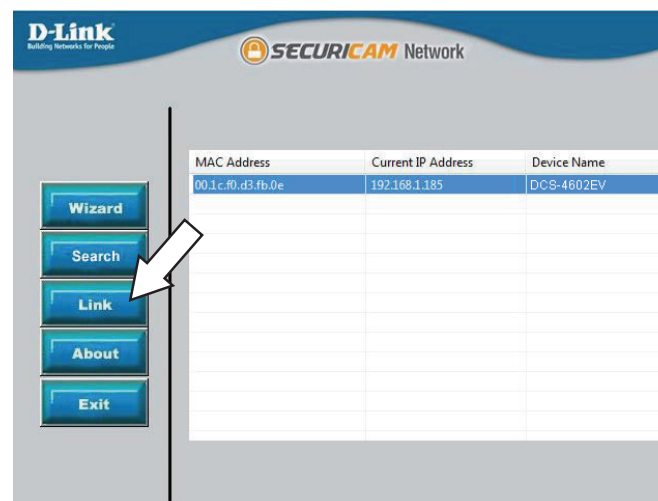 D-Link
Building Networks for People
SECURICAM Network
MAC Address Current IP Address Device Name
00.1c.f0.d3.fb.0e 192.168.1.185 DCS-4602EV
Wizard
Search
Link
About
Exit